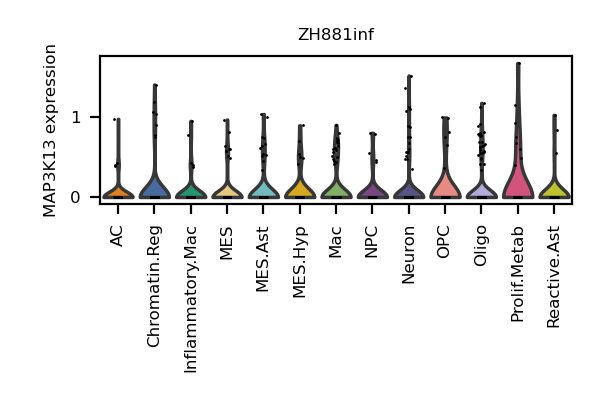 ZH881inf
MAP3K13 expression
1
0
AC
Chromatin.Reg
Inflammatory.Mac
MES
MES.Ast
MES.Hyp
Mac
NPC
Neuron
OPC
Oligo
Prolif.Metab
Reactive.Ast